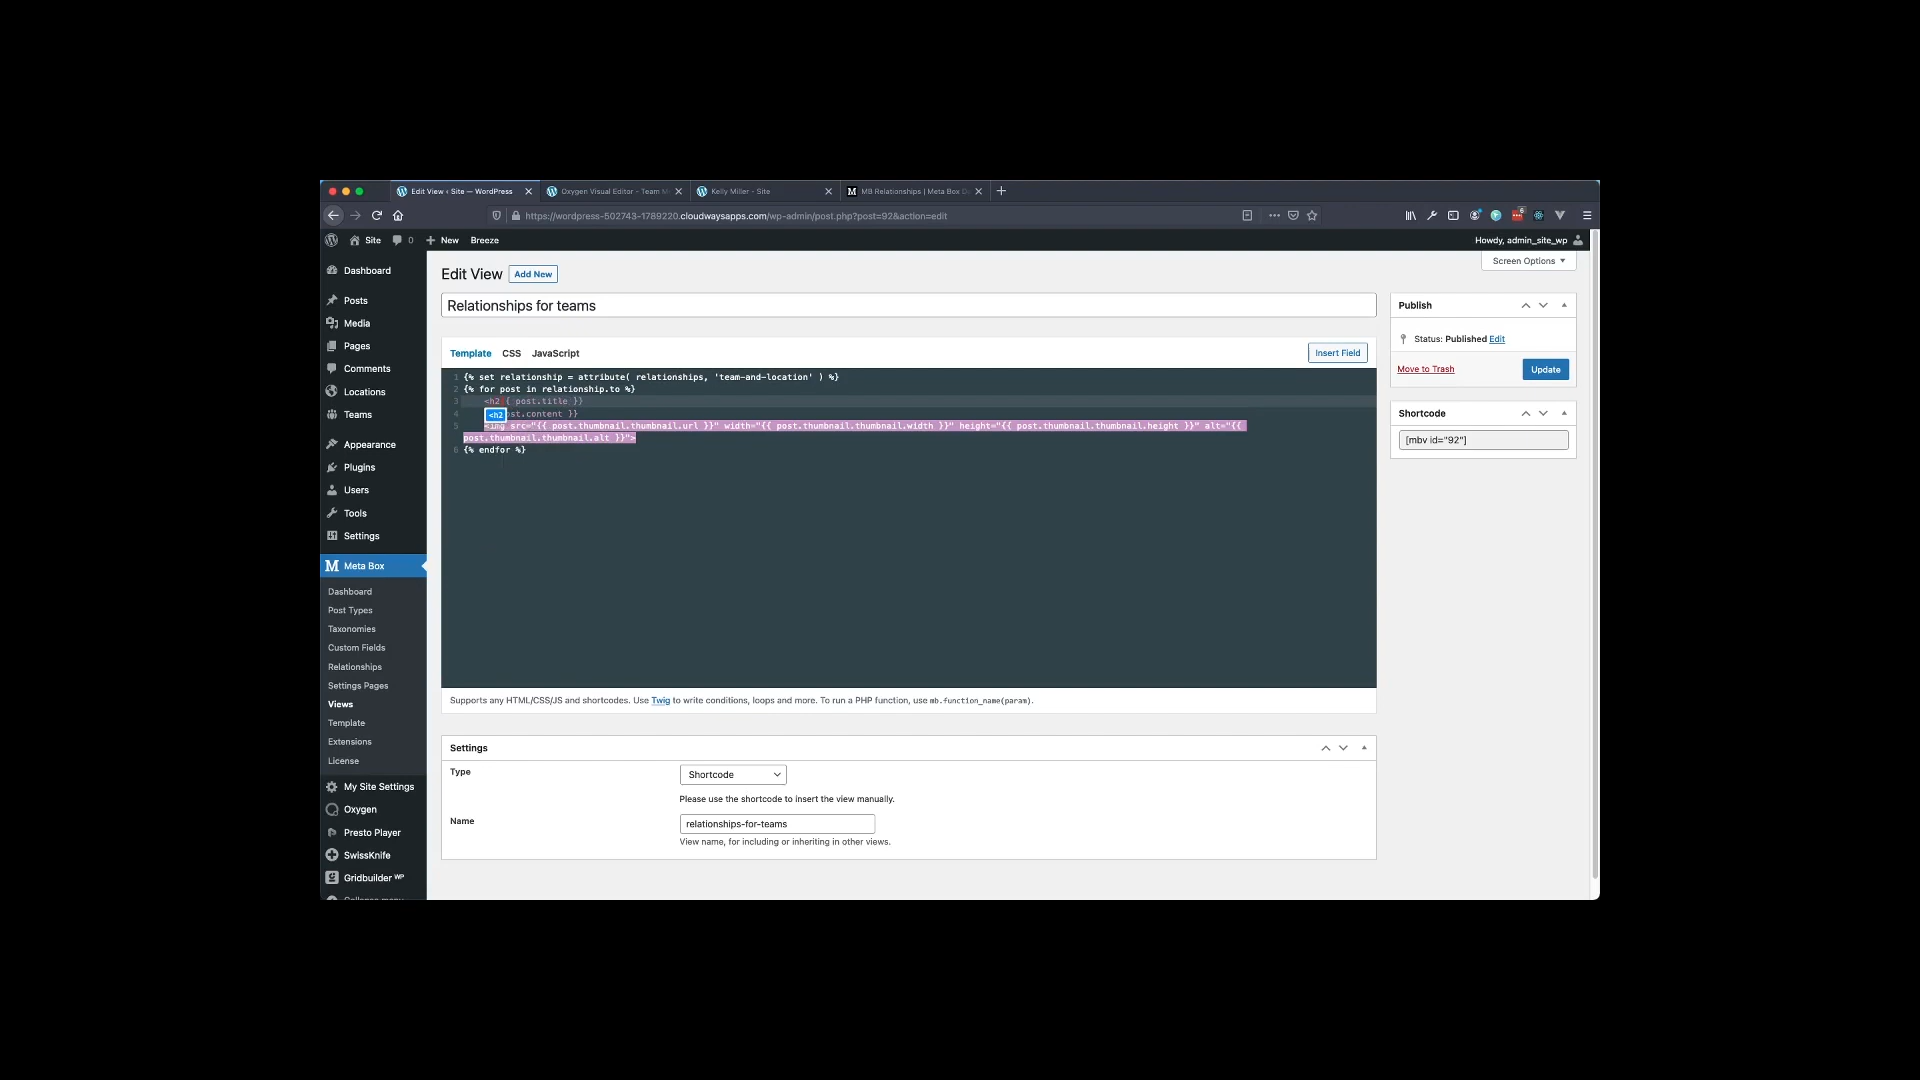 Edit View ‹ Site — WordPress
Oxygen Visual Editor - Team M
Kelly Miller - Site
MB Relationships | Meta Box Do
https://wordpress-502743-1789220.cloudwaysapps.com/wp-admin/post.php?post=92&action=edit
Site 0 New Breeze
Howdy, admin_site_wp
Screen Options
Edit View Add New
Relationships for teams
Template CSS JavaScript
Insert Field
1 {% set relationship = attribute( relationships, 'team-and-location' ) %}
2 {% for post in relationship.to %}
3 <h2{{ post.title }}
4 ost.content }}
<h2
5 <img src="{{ post.thumbnail.thumbnail.url }}" width="{{ post.thumbnail.thumbnail.width }}" height="{{ post.thumbnail.thumbnail.height }}" alt="{{
post.thumbnail.thumbnail.alt }}">
6 {% endfor %}
Supports any HTML/CSS/JS and shortcodes. Use Twig to write conditions, loops and more. To run a PHP function, use mb.function_name(param).
Settings
Type
Shortcode
Please use the shortcode to insert the view manually.
Name
relationships-for-teams
View name, for including or inheriting in other views.
Publish
Status: Published Edit
Move to Trash
Update
Shortcode
[mbv id="92"]
Dashboard
Posts
Media
Pages
Comments
Locations
Teams
Appearance
Plugins
Users
Tools
Settings
M Meta Box
Dashboard
Post Types
Taxonomies
Custom Fields
Relationships
Settings Pages
Views
Template
Extensions
License
My Site Settings
Oxygen
Presto Player
SwissKnife
Gridbuilder WP
Collapse menu